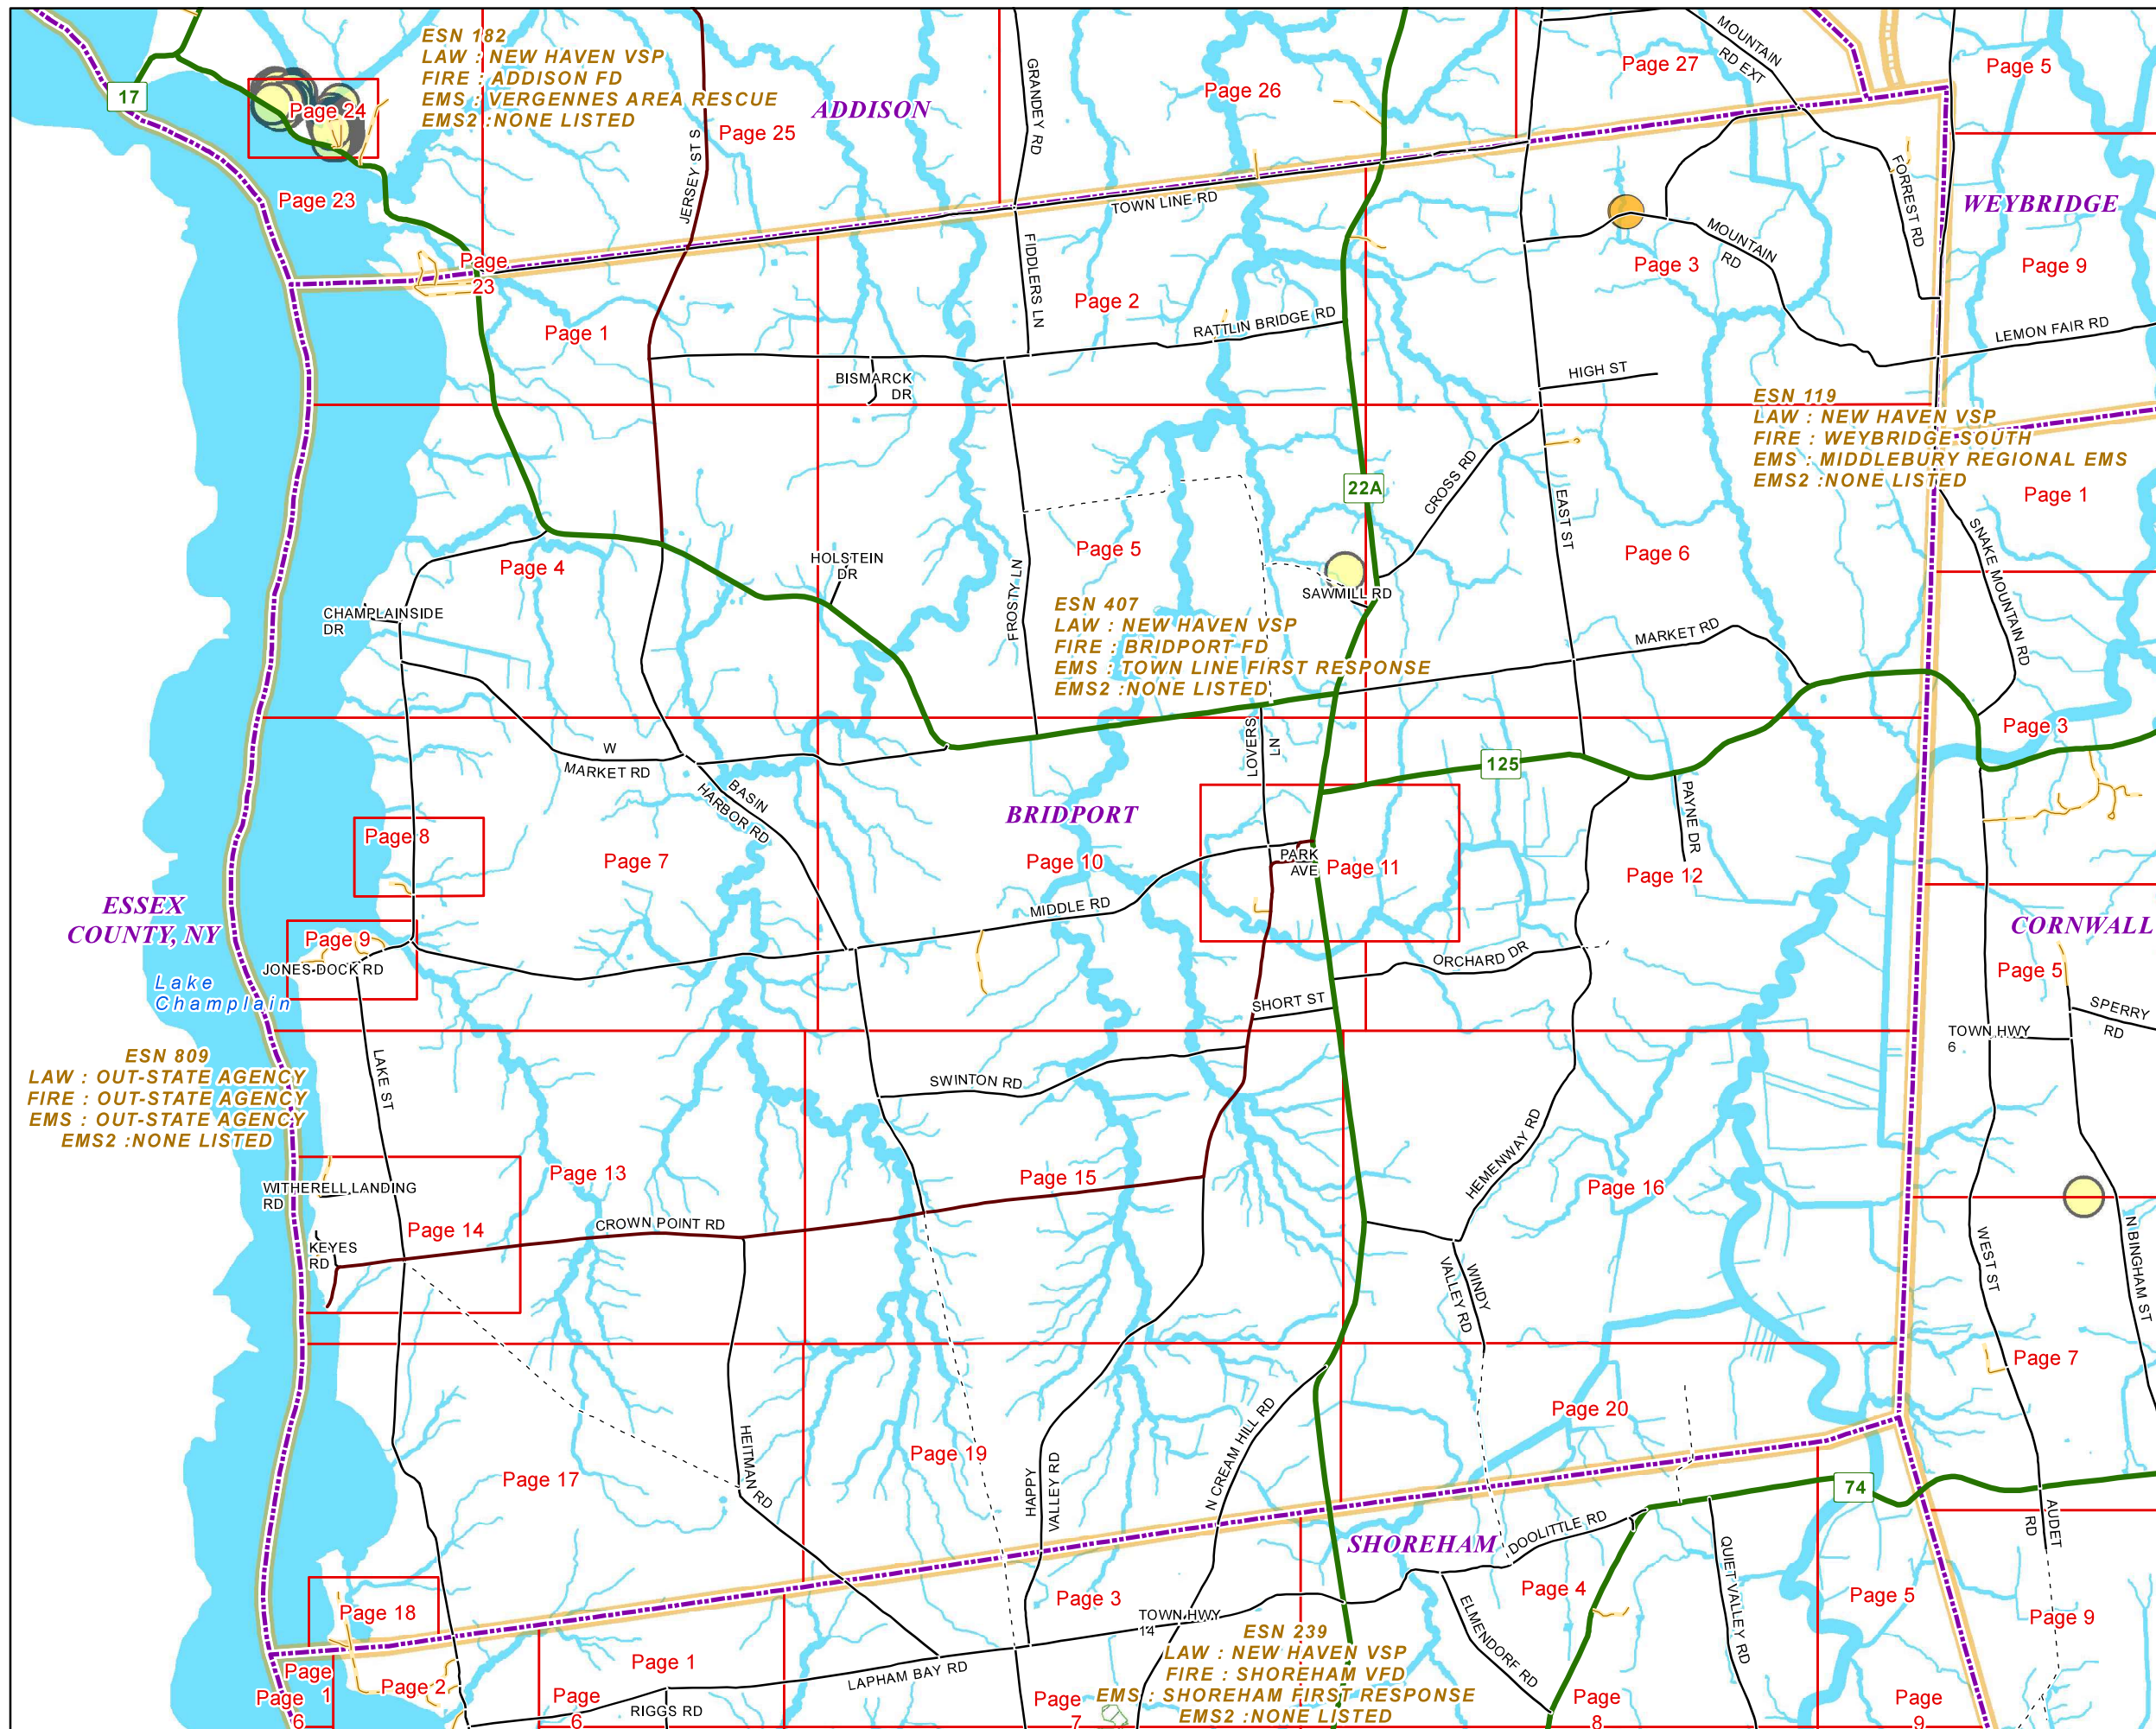 ESN 182
LAW : NEW HAVEN VSP
FIRE : ADDISON FD
EMS : VERGENNES AREA RESCUE
EMS2 :NONE LISTED
17
Page 24
Page 23
Page
23
ADDISON
Page 25
JERSEY ST S
GRANDEY RD
Page 26
TOWN LINE RD
Page 27
MOUNTAIN
RD EXT
Page 5
WEYBRIDGE
FORREST RD
MOUNTAIN
RD
Page 3
Page 9
LEMON FAIR RD
Page 1
FIDDLERS LN
Page 2
RATTLIN BRIDGE RD
BISMARCK
DR
HIGH ST
ESN 119
LAW : NEW HAVEN VSP
FIRE : WEYBRIDGE SOUTH
EMS : MIDDLEBURY REGIONAL EMS
EMS2 :NONE LISTED
Page 1
22A
CROSS RD
EAST ST
SNAKE MOUNTAIN RD
Page 4
HOLSTEIN
DR
Page 5
Page 6
FROSTY LN
SAWMILL RD
CHAMPLAINSIDE
DR
ESN 407
LAW : NEW HAVEN VSP
FIRE : BRIDPORT FD
EMS : TOWN LINE FIRST RESPONSE
EMS2 :NONE LISTED
MARKET RD
Page 3
W
MARKET RD
LOVERS
LN
125
BASIN
HARBOR RD
PAYNE DR
BRIDPORT
Page 8
Page 7
Page 10
PARK
AVE
Page 11
Page 12
ESSEX
COUNTY, NY
MIDDLE RD
CORNWALL
Page 9
JONES DOCK RD
ORCHARD DR
Page 5
Lake
Champlain
SHORT ST
SPERRY
RD
TOWN HWY
6
ESN 809
LAW : OUT-STATE AGENCY
FIRE : OUT-STATE AGENCY
EMS : OUT-STATE AGENCY
EMS2 :NONE LISTED
LAKE ST
SWINTON RD
HEMENWAY RD
Page 13
Page 15
Page 16
WITHERELL LANDING
RD
Page 14
CROWN POINT RD
KEYES
RD
WINDY
VALLEY RD
WEST ST
N BINGHAM ST
Page 7
Page 17
HEITMAN RD
Page 19
HAPPY
VALLEY RD
N CREAM HILL RD
Page 20
74
AUDET
RD
SHOREHAM
DOOLITTLE RD
QUIET VALLEY RD
Page 18
Page 3
Page 4
Page 5
Page 9
TOWN HWY
14
ELMENDORF RD
ESN 239
LAW : NEW HAVEN VSP
FIRE : SHOREHAM VFD
EMS : SHOREHAM FIRST RESPONSE
EMS2 :NONE LISTED
Page
1
Page
6
Page 2
Page 1
Page
6
RIGGS RD
LAPHAM BAY RD
Page
7
Page
8
Page
9